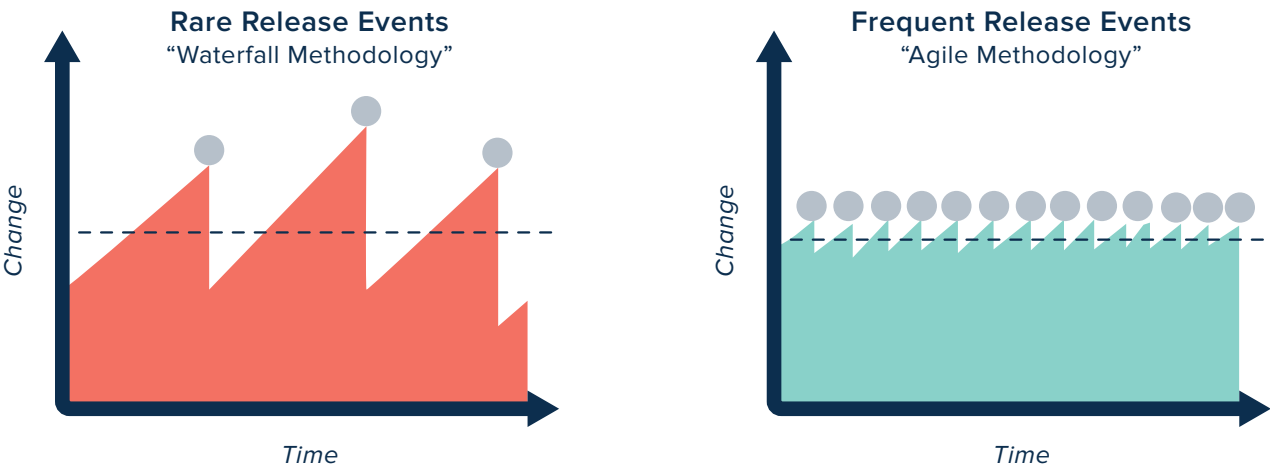 Rare Release Events
“Waterfall Methodology”
Change
Time
Frequent Release Events
“Agile Methodology”
Change
Time